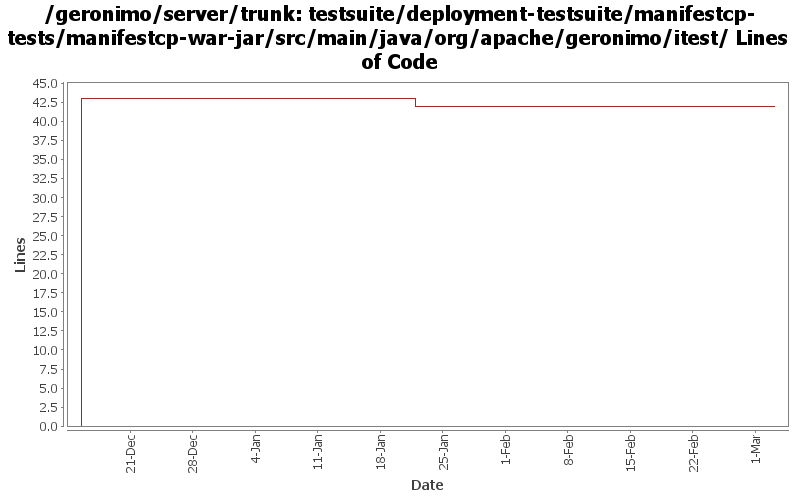 /geronimo/server/trunk: testsuite/deployment-testsuite/manifestcp-
tests/manifestcp-war-jar/src/main/java/org/apache/geronimo/itest/ Lines
of Code
45.0
42.5
40.0
37.5
35.0
32.5
30.0
27.5
25.0
22.5
20.0
17.5
15.0
12.5
10.0
7.5
5.0
2.5
0.0
Lines
21-Dec
28-Dec
4-Jan
11-Jan
18-Jan
25-Jan
1-Feb
8-Feb
15-Feb
22-Feb
1-Mar
Date